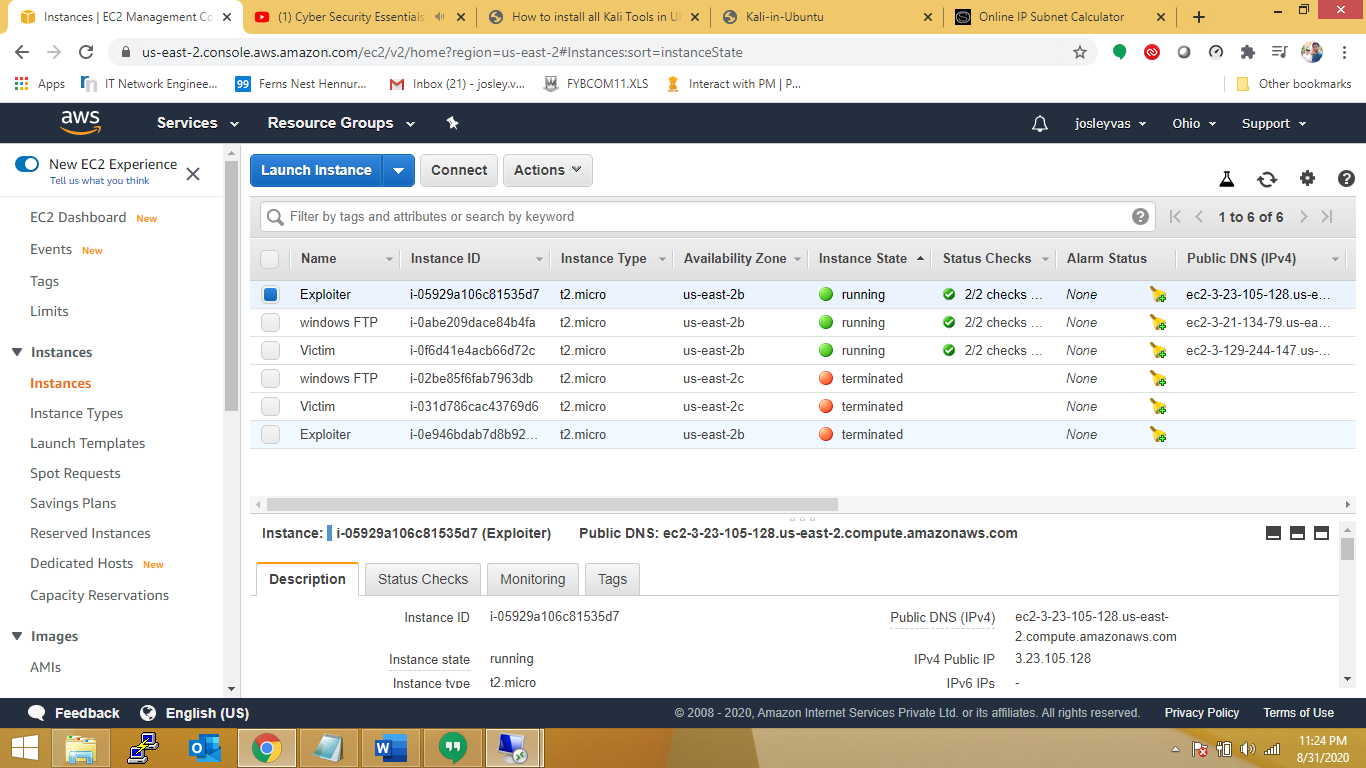 Instances | EC2 Management Co
(1) Cyber Security Essentials
How to install all Kali Tools in U
Kali-in-Ubuntu
Online IP Subnet Calculator
us-east-2.console.aws.amazon.com/ec2/v2/home?region=us-east-2#Instances:sort=instanceState
Apps
IT Network Enginee...
99
Ferns Nest Hennur...
Inbox (21) - josley.v...
FYBCOM11.XLS
Interact with PM | P...
Other bookmarks
aws
Services
Resource Groups
josleyvas
Ohio
Support
New EC2 Experience
Tell us what you think
Launch Instance
Connect
Actions
Filter by tags and attributes or search by keyword
1 to 6 of 6
EC2 Dashboard New
Events New
Tags
Limits
Instances
Instances
Instance Types
Launch Templates
Spot Requests
Savings Plans
Reserved Instances
Dedicated Hosts New
Capacity Reservations
Images
AMIs
Name Instance ID Instance Type Availability Zone Instance State Status Checks Alarm Status Public DNS (IPv4)
Exploiter i-05929a106c81535d7 t2.micro us-east-2b running 2/2 checks ... None ec2-3-23-105-128.us-e...
windows FTP i-0abe209dace84b4fa t2.micro us-east-2b running 2/2 checks ... None ec2-3-21-134-79.us-ea...
Victim i-0f6d41e4acb66d72c t2.micro us-east-2b running 2/2 checks ... None ec2-3-129-244-147.us-...
windows FTP i-02be85f6fab7963db t2.micro us-east-2c terminated None
Victim i-031d786cac43769d6 t2.micro us-east-2c terminated None
Exploiter i-0e946bdab7d8b92... t2.micro us-east-2b terminated None
Instance: i-05929a106c81535d7 (Exploiter) Public DNS: ec2-3-23-105-128.us-east-2.compute.amazonaws.com
Description
Status Checks
Monitoring
Tags
Instance ID i-05929a106c81535d7
Public DNS (IPv4) ec2-3-23-105-128.us-east-
2.compute.amazonaws.com
Instance state running
IPv4 Public IP 3.23.105.128
Instance type t2.micro
IPv6 IPs -
Feedback
English (US)
© 2008 - 2020, Amazon Internet Services Private Ltd. or its affiliates. All rights reserved.
Privacy Policy
Terms of Use
11:24 PM
8/31/2020